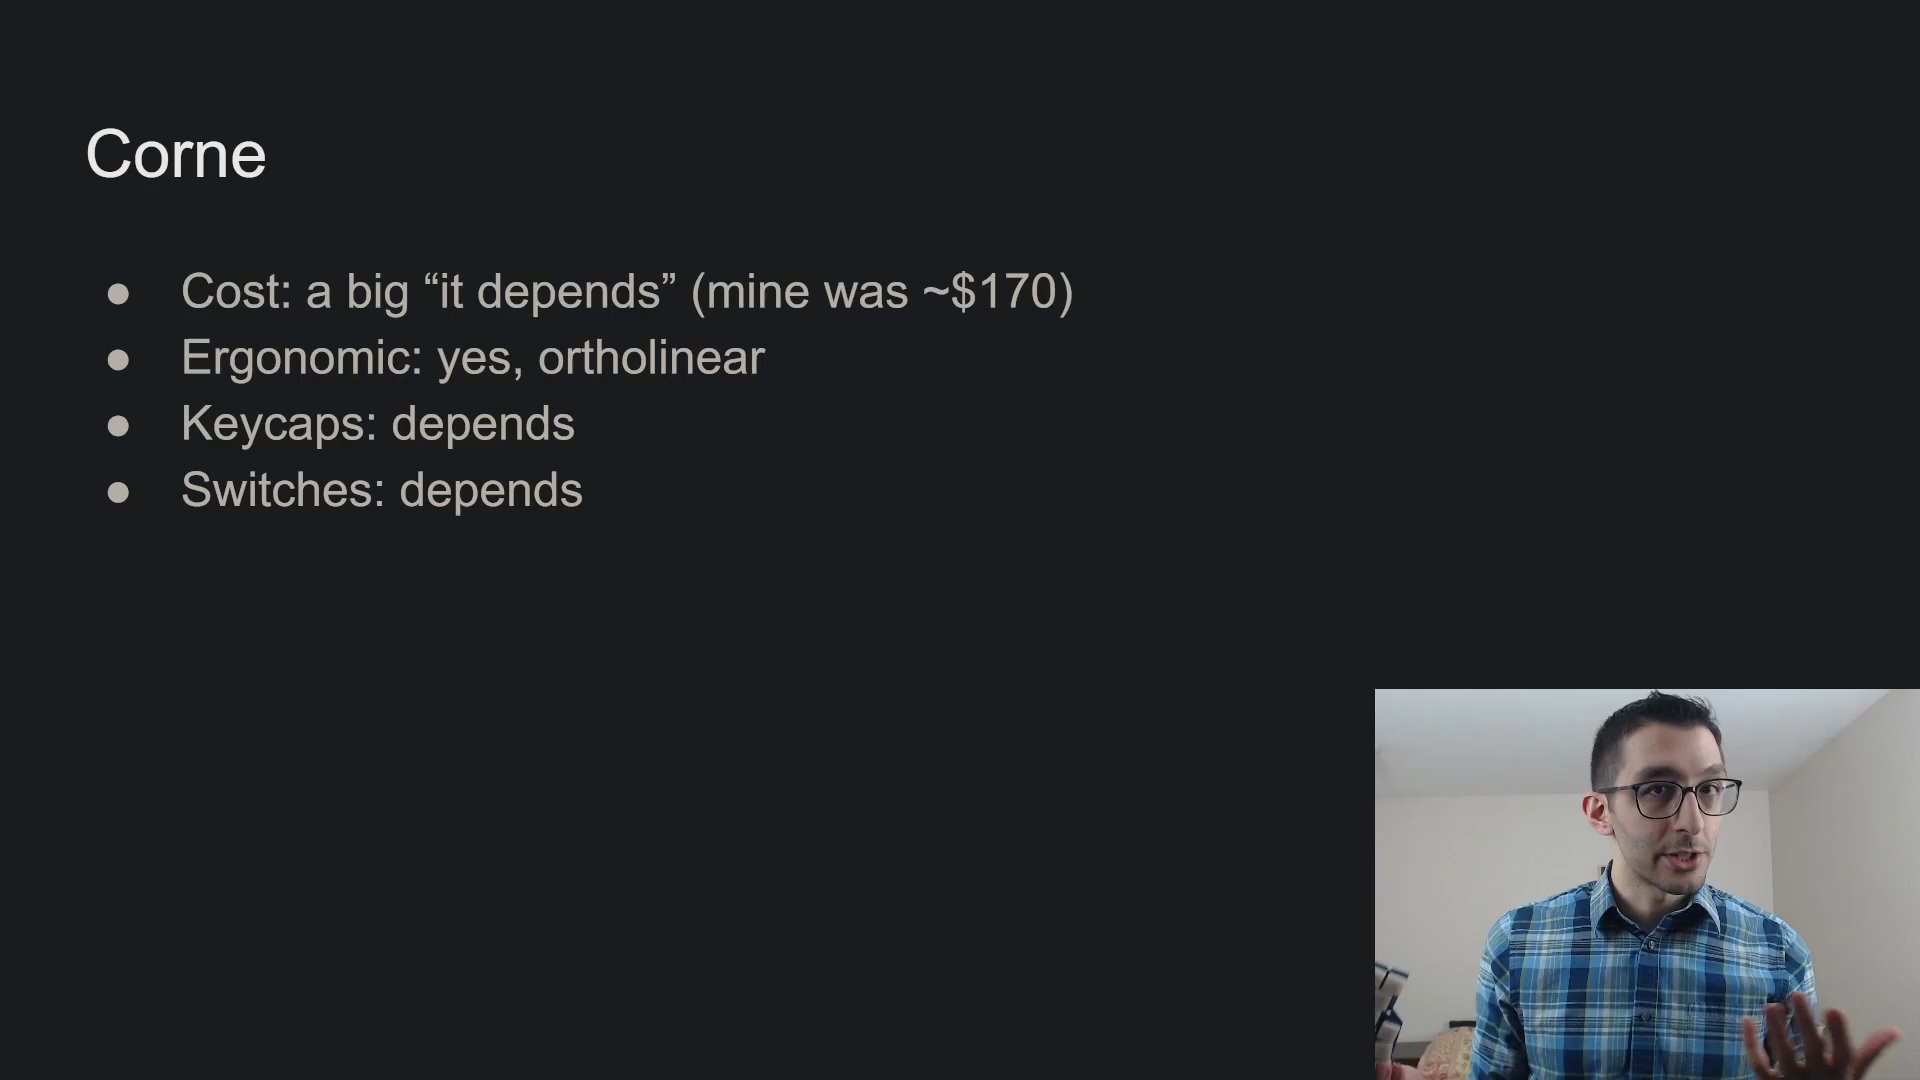 Corne
● Cost: a big “it depends” (mine was ~$170)
● Ergonomic: yes, ortholinear
● Keycaps: depends
● Switches: depends